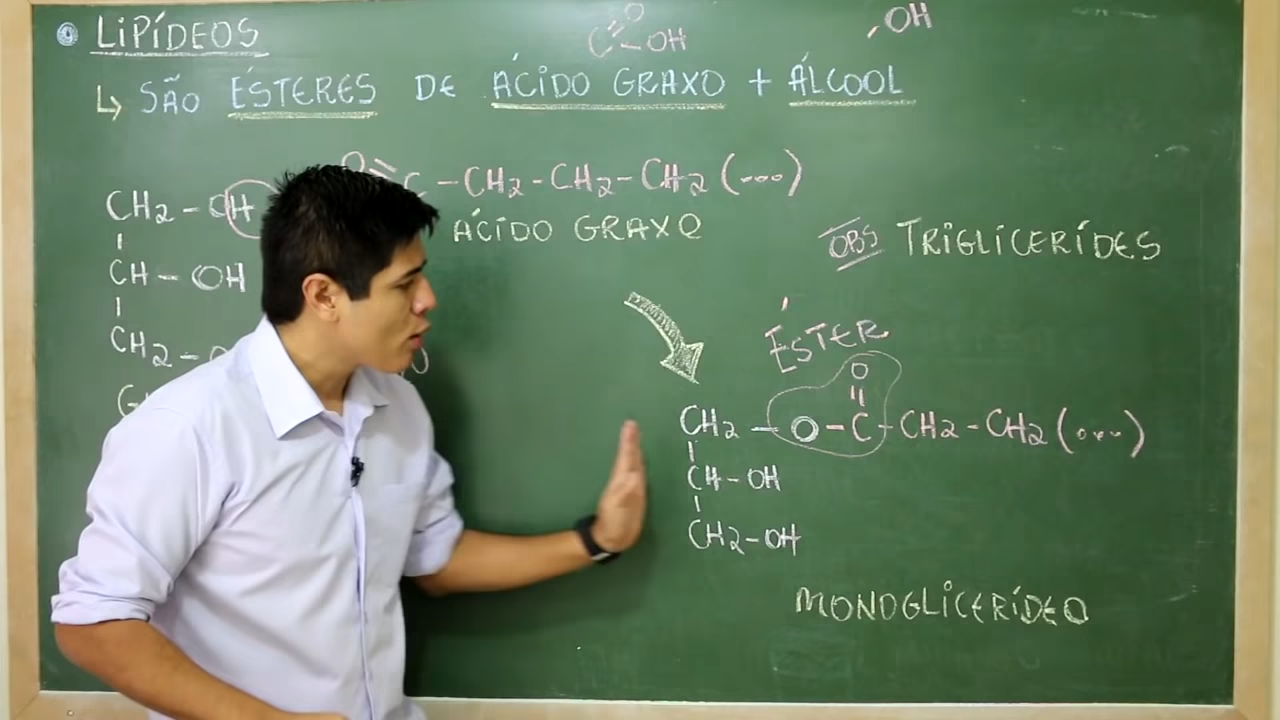 LIPÍDEOS
C=O-OH
OH
↳ SÃO ÉSTERES DE ÁCIDO GRAXO + ÁLCOOL
O=C-CH2-CH2-CH2(...)
CH2-OH
ÁCIDO GRAXO
OBS TRIGLICERÍDES
CH-OH
ÉSTER
CH2-
O
CH2-O-C-CH2-CH2(...)
CH-OH
CH2-OH
MONOGLICERÍDEO